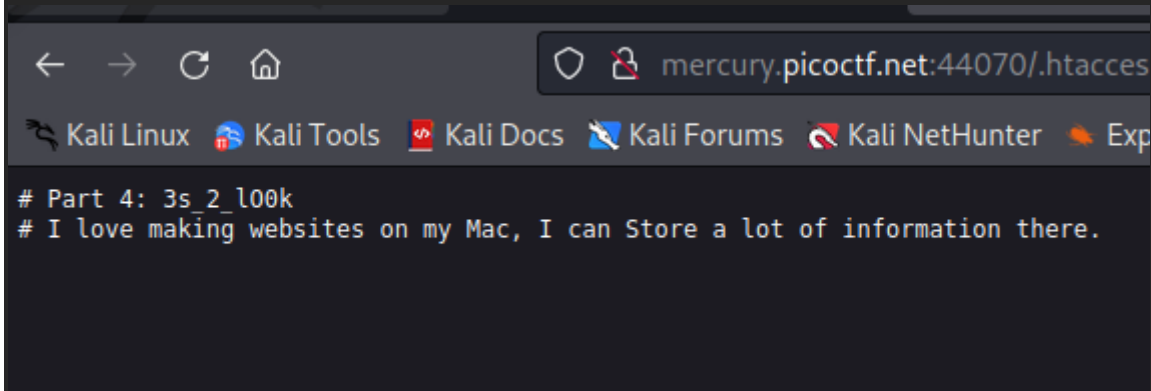 mercury.picoctf.net:44070/.htacces
Kali Linux Kali Tools Kali Docs Kali Forums Kali NetHunter Exp
# Part 4: 3s_2_lO0k
# I love making websites on my Mac, I can Store a lot of information there.